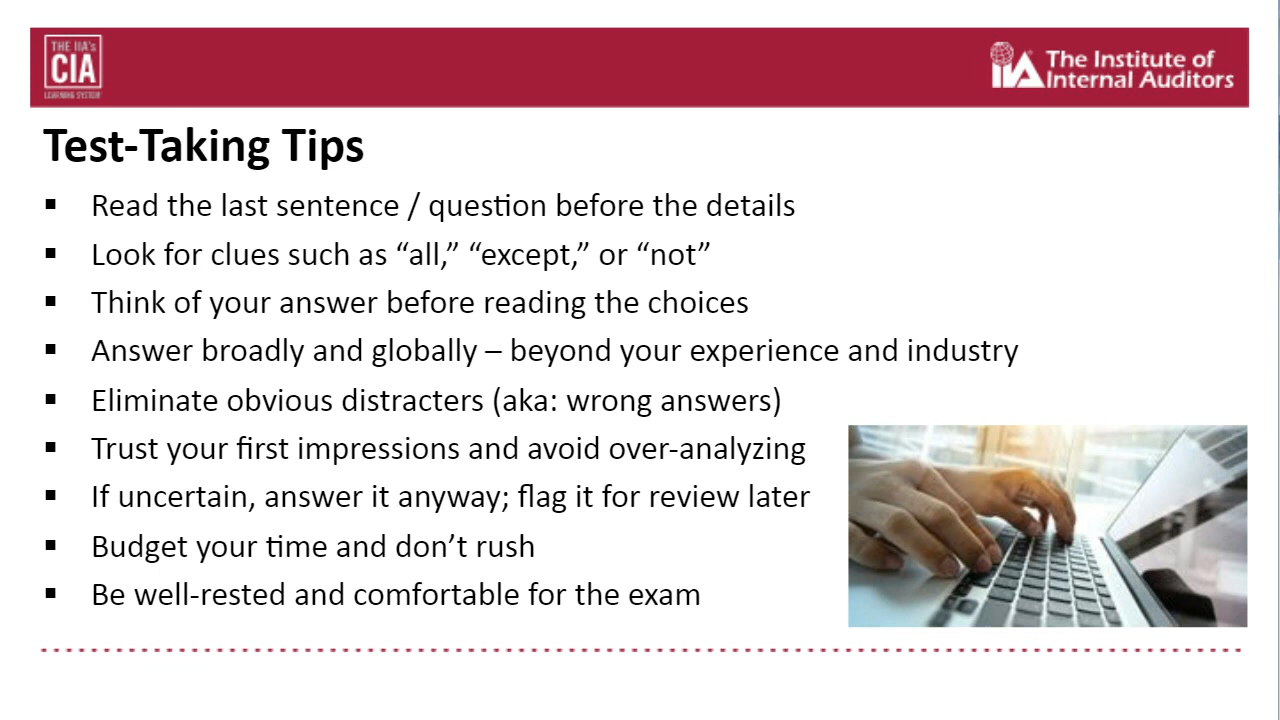 THE IIA's
CIA
LEARNING SYSTEM
IIA The Institute of
Internal Auditors
Test-Taking Tips
▪ Read the last sentence / question before the details
▪ Look for clues such as “all,” “except,” or “not”
▪ Think of your answer before reading the choices
▪ Answer broadly and globally – beyond your experience and industry
▪ Eliminate obvious distracters (aka: wrong answers)
▪ Trust your first impressions and avoid over-analyzing
▪ If uncertain, answer it anyway; flag it for review later
▪ Budget your time and don’t rush
▪ Be well-rested and comfortable for the exam